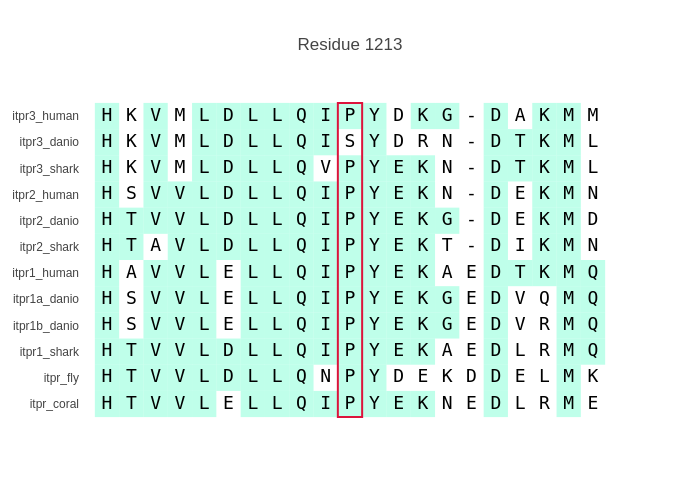 Residue 1213
itpr3_human H K V M L D L L Q I P Y D K G - D A K M M
itpr3_danio H K V M L D L L Q I S Y D R N - D T K M L
itpr3_shark H K V M L D L L Q V P Y E K N - D T K M L
itpr2_human H S V V L D L L Q I P Y E K N - D E K M N
itpr2_danio H T V V L D L L Q I P Y E K G - D E K M D
itpr2_shark H T A V L D L L Q I P Y E K T - D I K M N
itpr1_human H A V V L E L L Q I P Y E K A E D T K M Q
itpr1a_danio H S V V L E L L Q I P Y E K G E D V Q M Q
itpr1b_danio H S V V L E L L Q I P Y E K G E D V R M Q
itpr1_shark H T V V L D L L Q I P Y E K A E D L R M Q
itpr_fly H T V V L D L L Q N P Y D E K D D E L M K
itpr_coral H T V V L E L L Q I P Y E K N E D L R M E